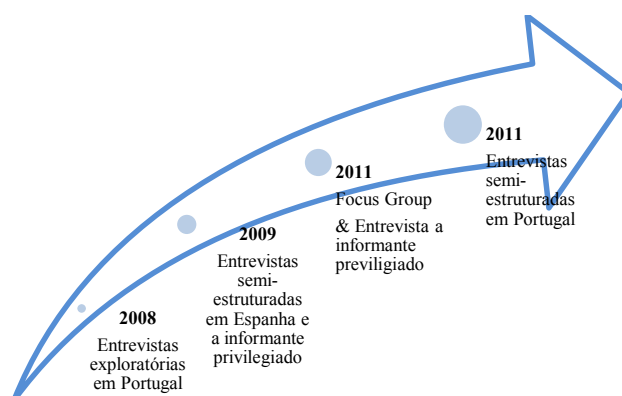 2008
Entrevistas
exploratórias
em Portugal
2009
Entrevistas
semi-
estruturadas
em Espanha e
a informante
privilegiado
2011
Focus Group
& Entrevista a
informante
previligiado
2011
Entrevistas
semi-
estruturadas
em Portugal